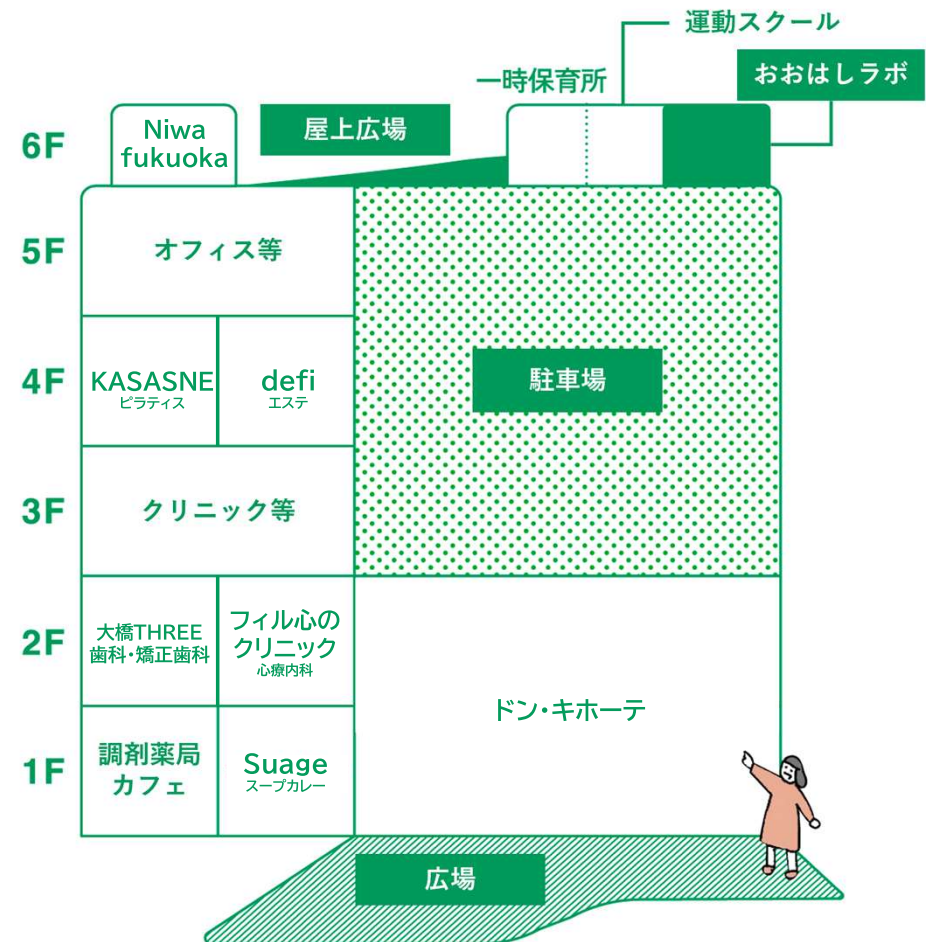 運動スクール
一時保育所
おおはしラボ
6F
Niwa
fukuoka
屋上広場
5F
オフィス等
4F
KASASNE
ピラティス
defi
エステ
駐車場
3F
クリニック等
2F
大橋THREE
歯科・矯正歯科
フィル心の
クリニック
心療内科
ドン・キホーテ
1F
調剤薬局
カフェ
Suage
スープカレー
広場